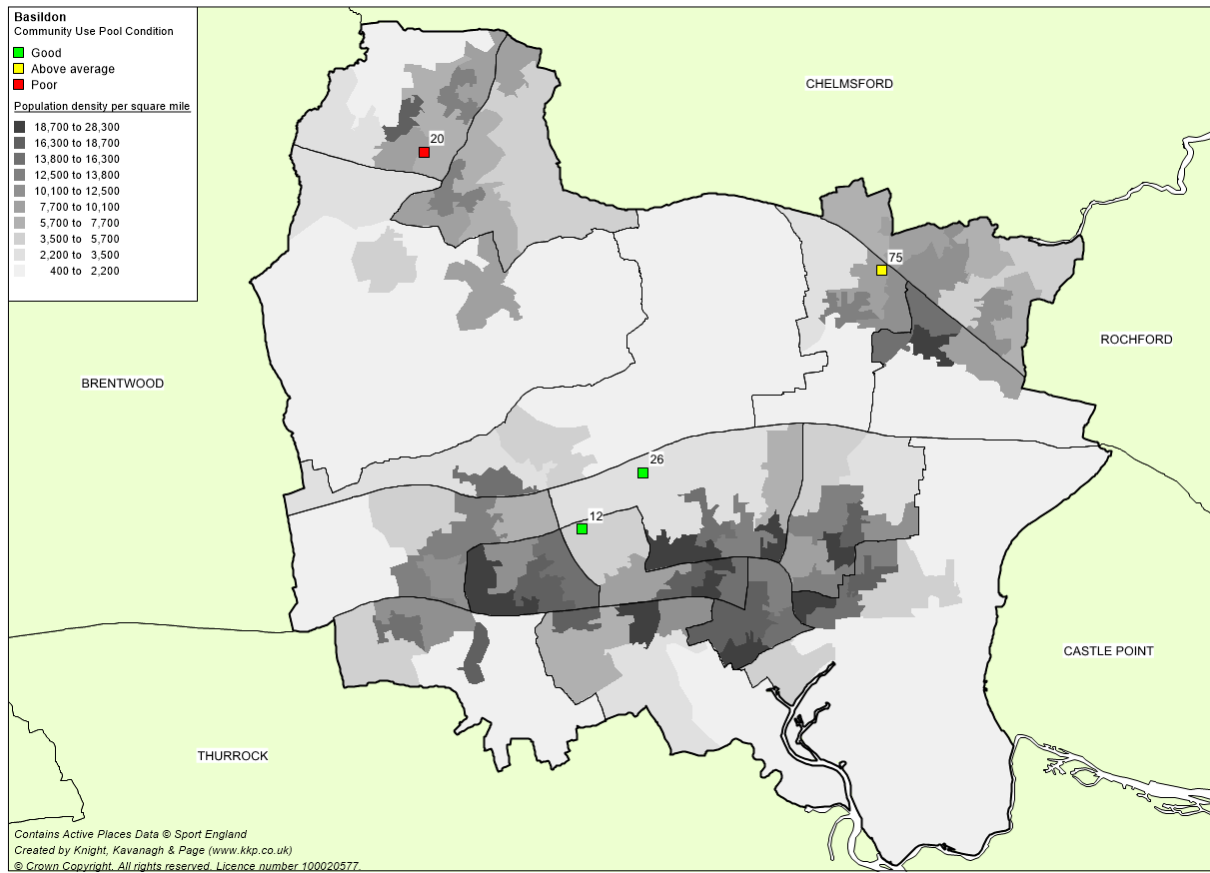 Basildon
Community Use Pool Condition
Good
Above average
Poor
Population density per square mile
18,700 to 28,300
16,300 to 18,700
13,800 to 16,300
12,500 to 13,800
10,100 to 12,500
7,700 to 10,100
5,700 to 7,700
3,500 to 5,700
2,200 to 3,500
400 to 2,200
CHELMSFORD
20
75
ROCHFORD
BRENTWOOD
26
12
CASTLE POINT
THURROCK
Contains Active Places Data © Sport England
Created by Knight, Kavanagh & Page (www.kkp.co.uk)
© Crown Copyright. All rights reserved. Licence number 100020577.